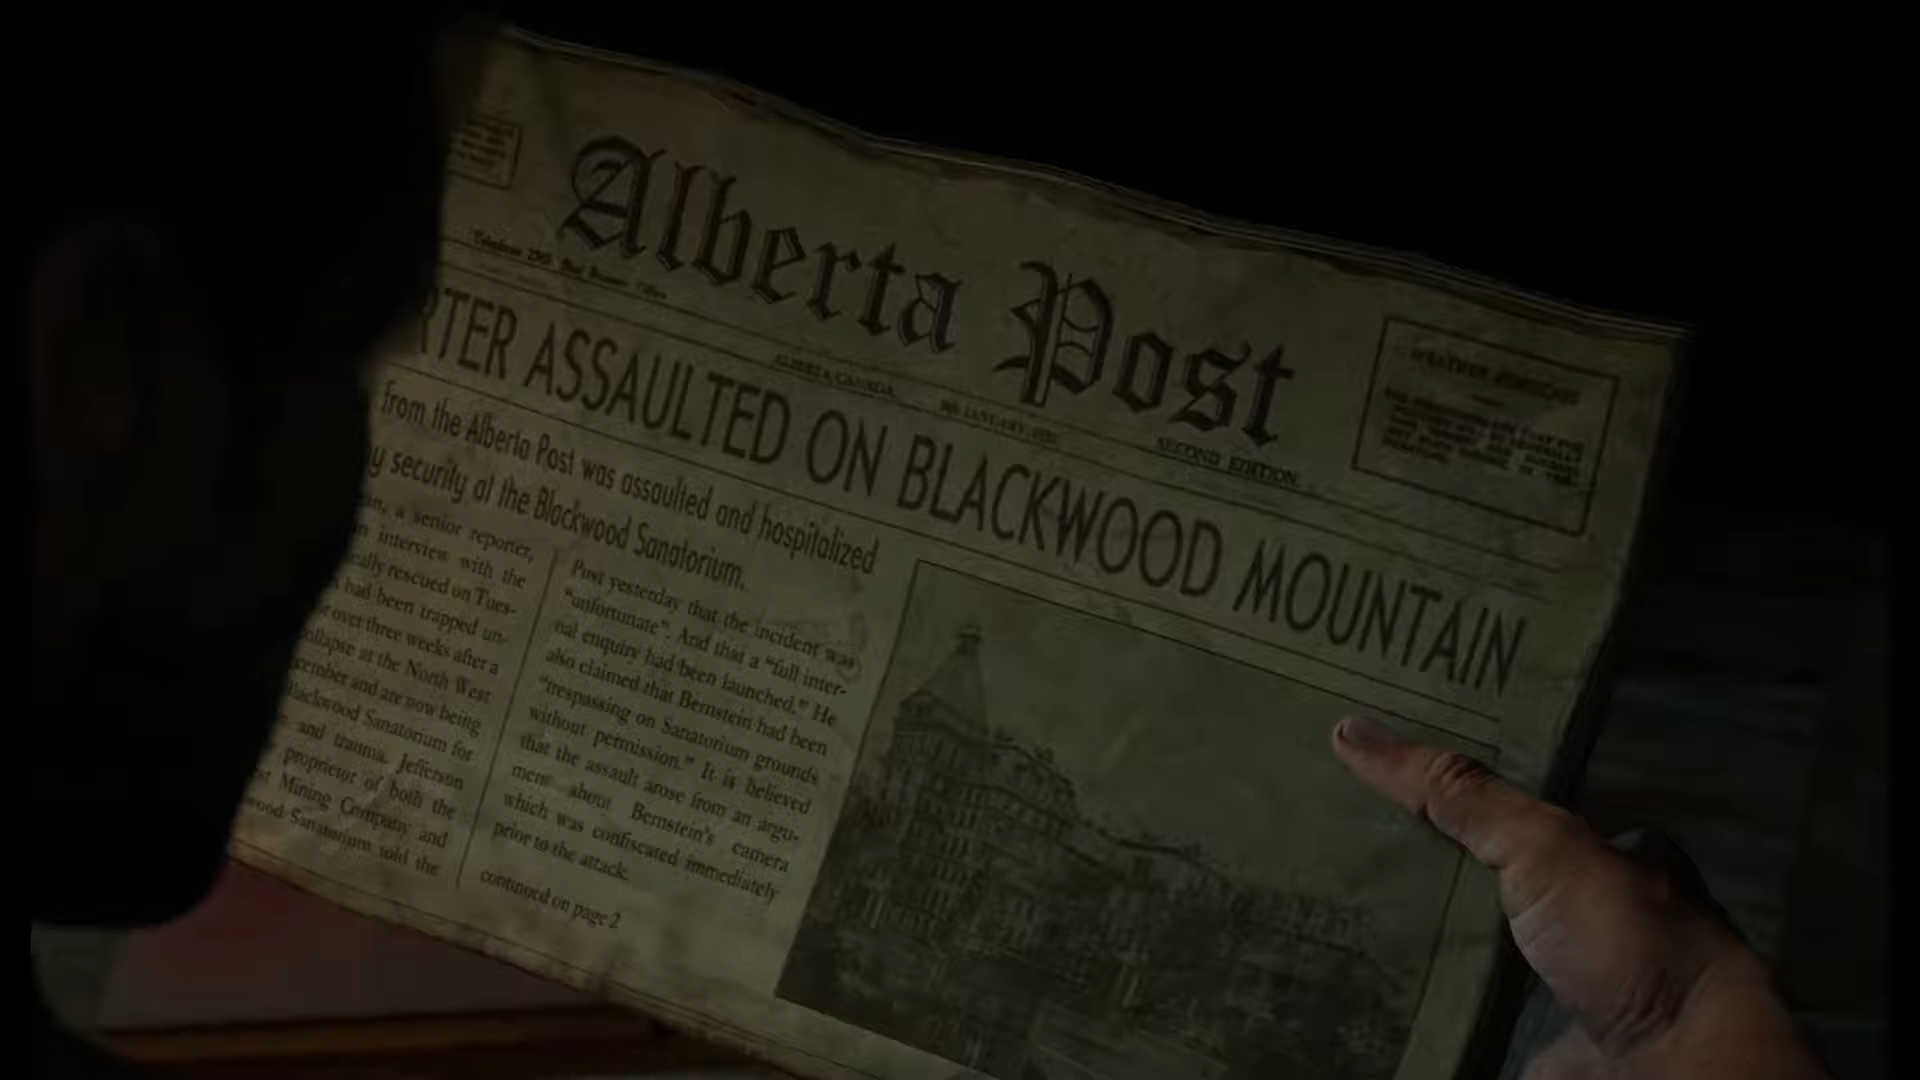 Alberta Post
ALBERTA CANADA,
SECOND EDITION
RTER ASSAULTED ON BLACKWOOD MOUNTAIN
from the Alberta Post was assaulted and hospitalized
y security at the Blackwood Sanatorium.
n, a senior reporter,
n interview with the
cally rescued on Tues-
had been trapped un-
r over three weeks after a
ollapse at the North West
ecember and are now being
Blackwood Sanatorium for
and trauma. Jefferson
proprietor of both the
st Mining Company and
wood Sanatorium told the
Post yesterday that the incident was
"unfortunate". And that a "full inter-
nal enquiry had been launched." He
also claimed that Bernstein had been
"trespassing on Sanatorium grounds
without permission." It is believed
that the assault arose from an argu-
ment about Bernstein's camera
which was confiscated immediately
prior to the attack.
continued on page 2